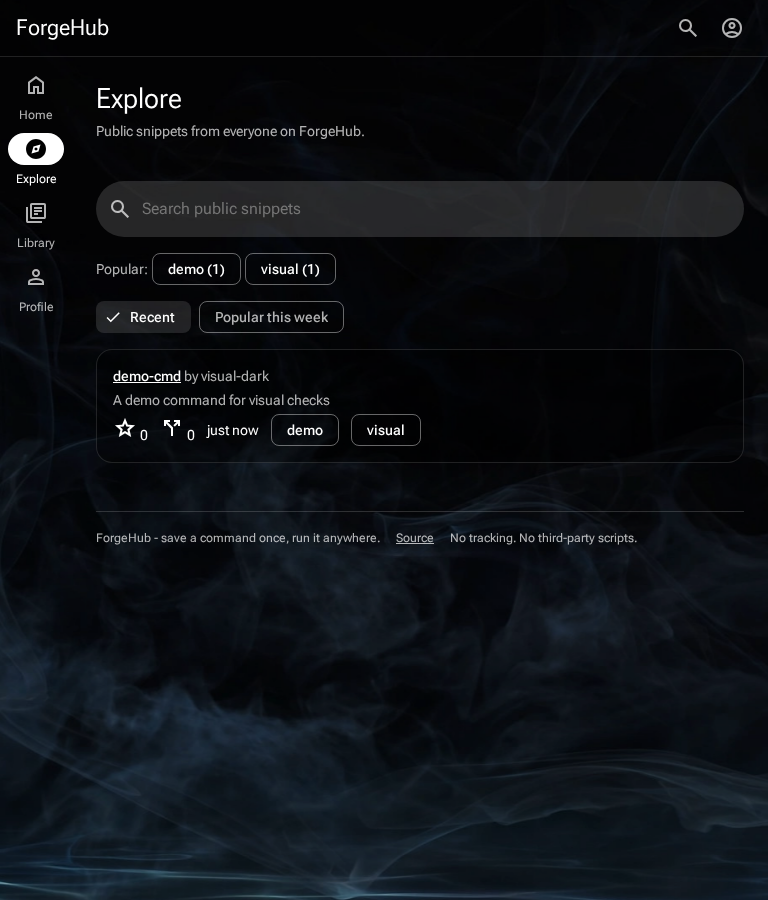 ForgeHub
Home
Explore
Library
Profile
Explore
Public snippets from everyone on ForgeHub.
Search public snippets
Popular: demo (1) visual (1)
Recent Popular this week
demo-cmd by visual-dark
A demo command for visual checks
0 0 just now demo visual
ForgeHub - save a command once, run it anywhere. Source No tracking. No third-party scripts.